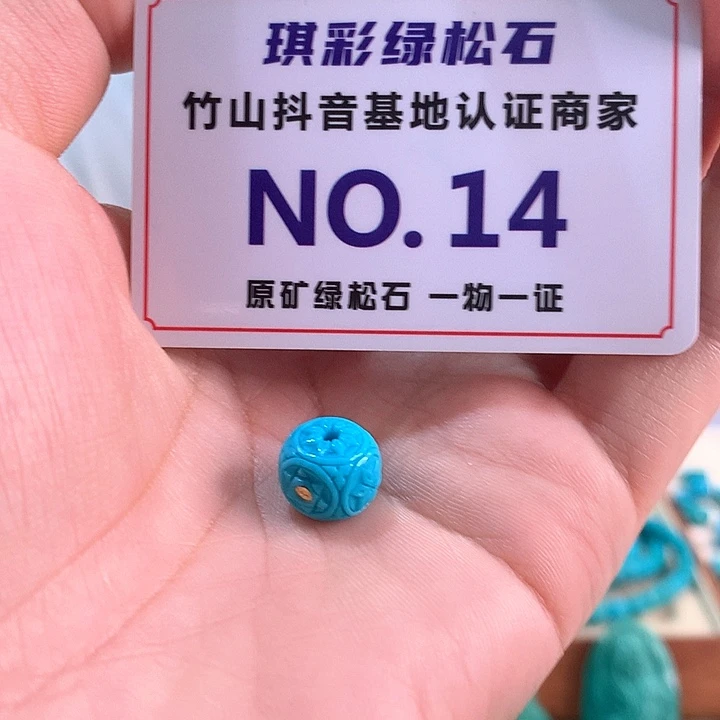 琪彩绿松石
竹山抖音基地认证商家
NO.14
原矿绿松石 一物一证